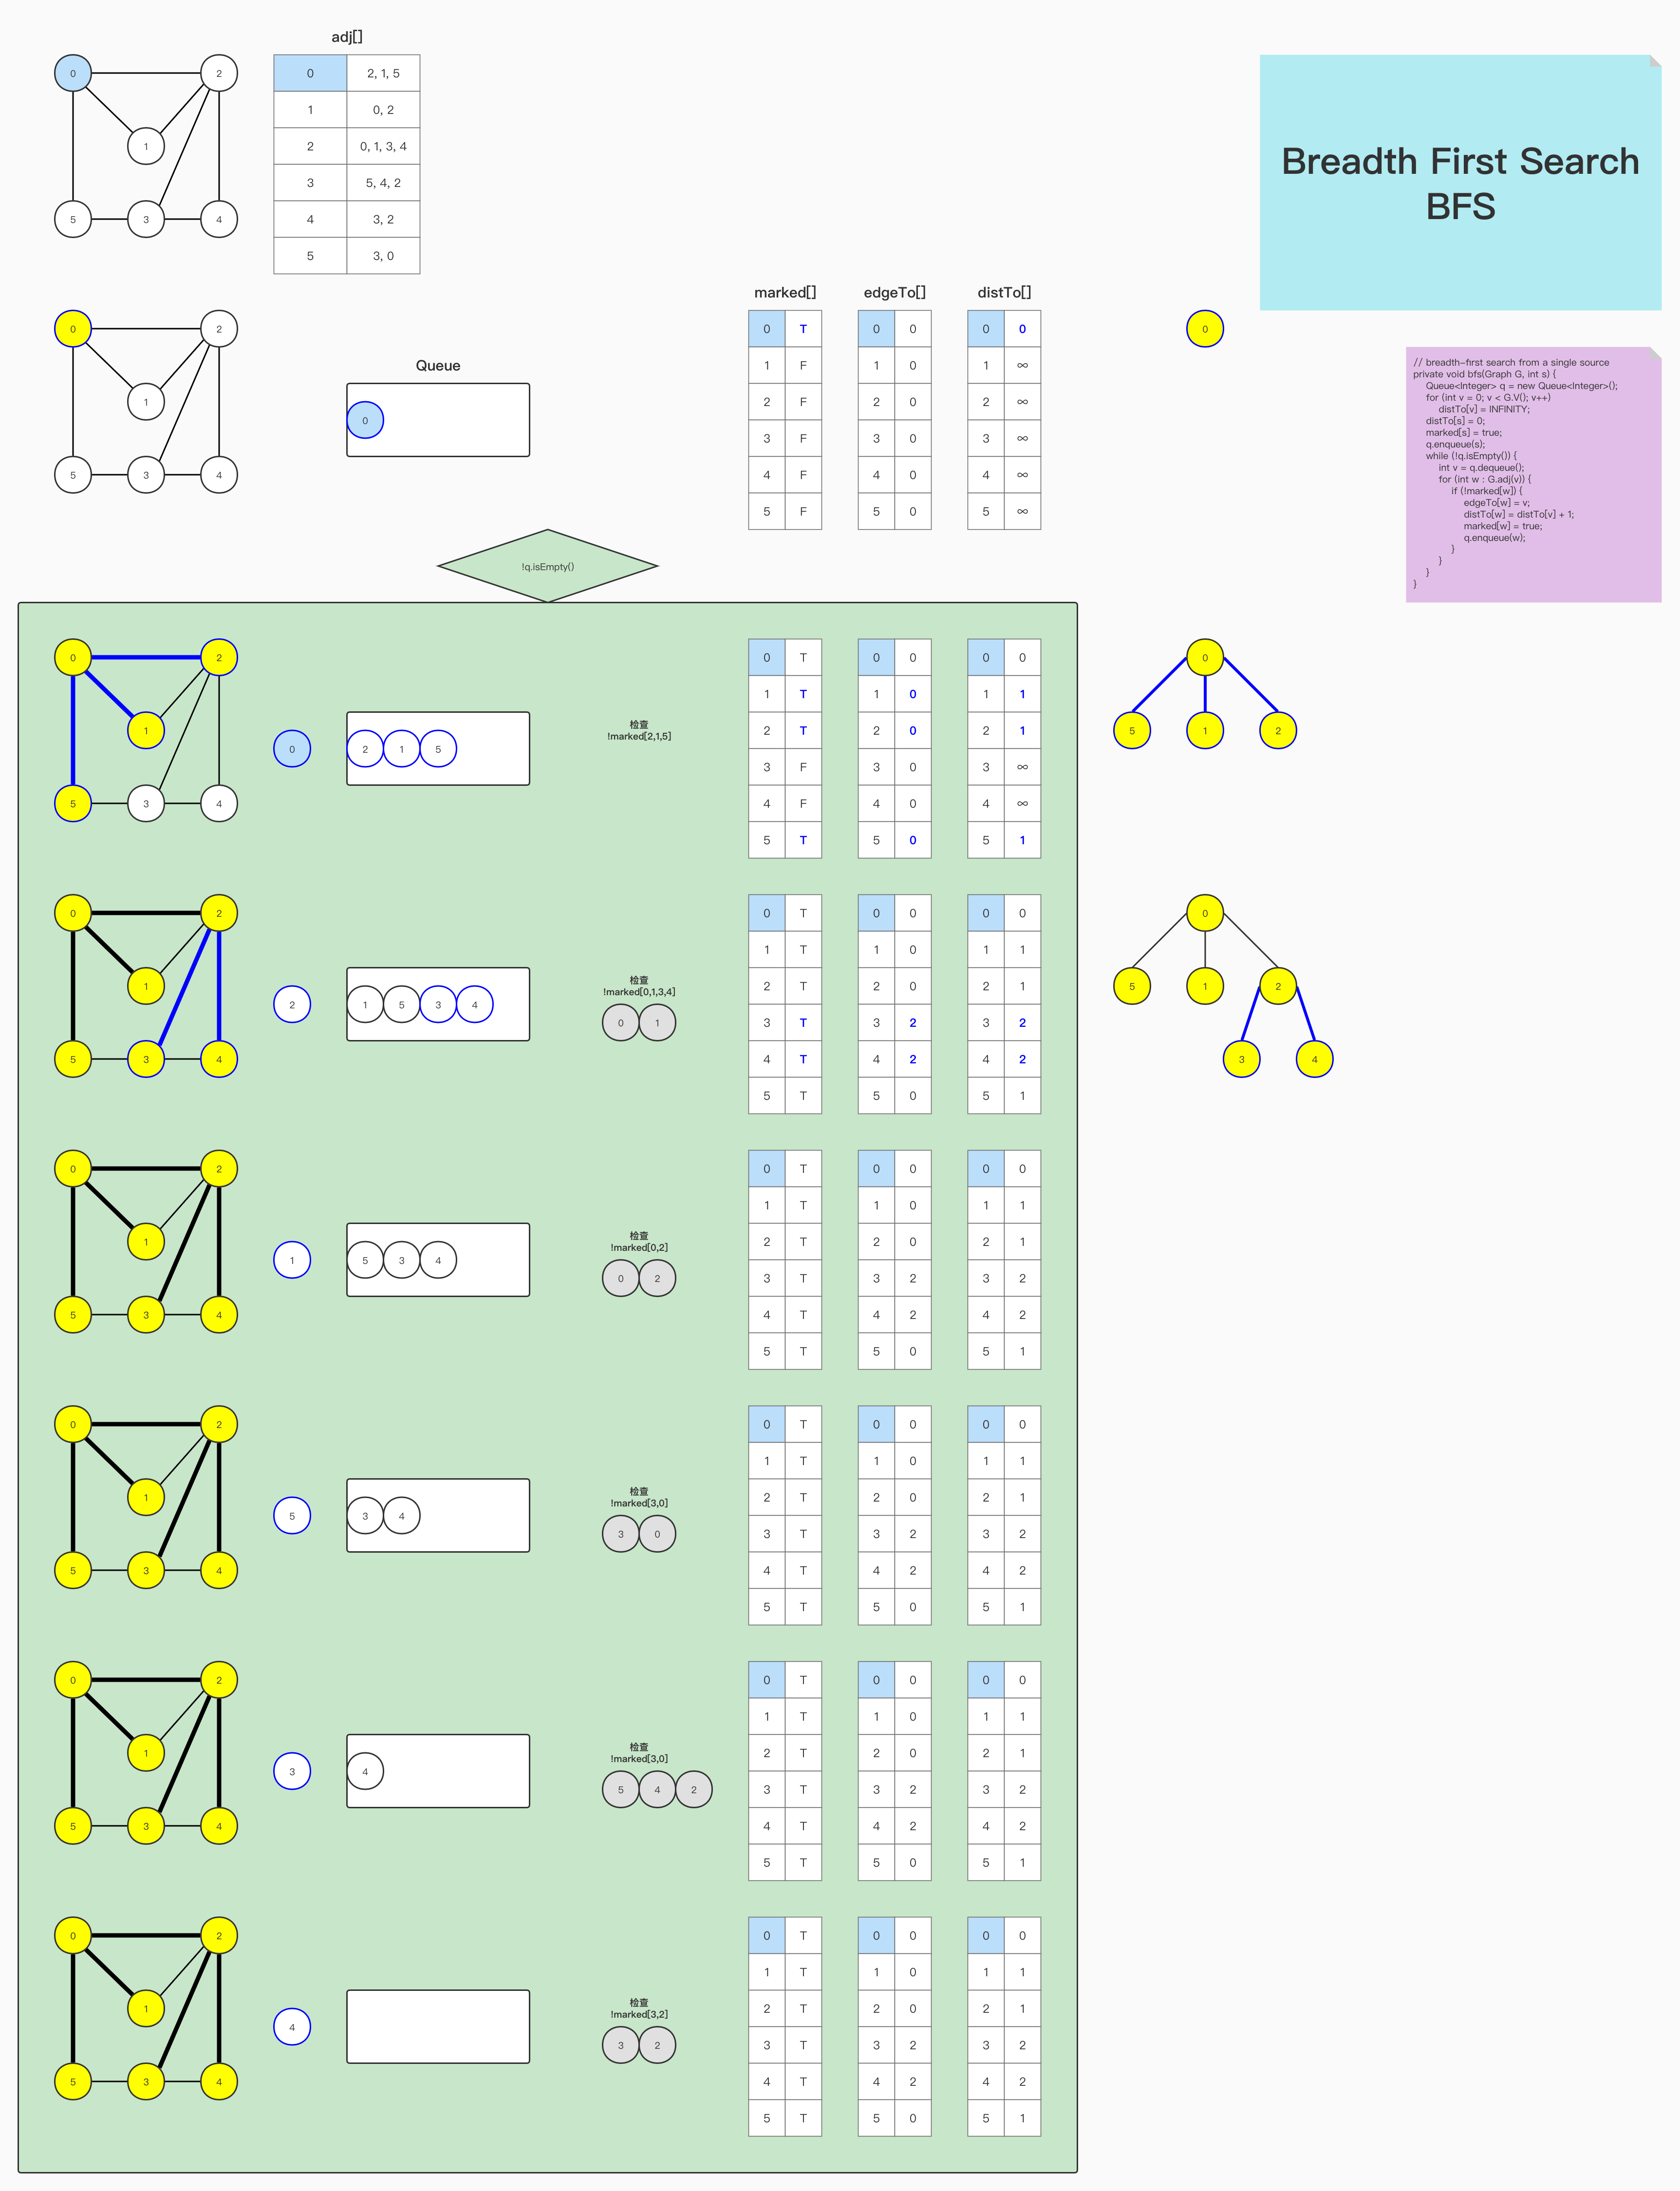 adj[]
0
2
1
5
3
4
0 2, 1, 5
1 0, 2
2 0, 1, 3, 4
3 5, 4, 2
4 3, 2
5 3, 0
Breadth First Search
BFS
0
2
1
5
3
4
Queue
0
marked[] edgeTo[] distTo[]
0 T 0 0 0 0
1 F 1 0 1 ∞
2 F 2 0 2 ∞
3 F 3 0 3 ∞
4 F 4 0 4 ∞
5 F 5 0 5 ∞
0
// breadth-first search from a single source
private void bfs(Graph G, int s) {
Queue<Integer> q = new Queue<Integer>();
for (int v = 0; v < G.V(); v++)
distTo[v] = INFINITY;
distTo[s] = 0;
marked[s] = true;
q.enqueue(s);
while (!q.isEmpty()) {
int v = q.dequeue();
for (int w : G.adj(v)) {
if (!marked[w]) {
edgeTo[w] = v;
distTo[w] = distTo[v] + 1;
marked[w] = true;
q.enqueue(w);
}
}
}
}
!q.isEmpty()
0 2
1
5 3 4
0
2 1 5
检查
!marked[2,1,5]
0 T 0 0 0 0
1 T 1 0 1 1
2 T 2 0 2 1
3 F 3 0 3 ∞
4 F 4 0 4 ∞
5 T 5 0 5 1
0
5 1 2
0 2
1
5 3 4
2
1 5 3 4
检查
!marked[0,1,3,4]
0 1
0 T 0 0 0 0
1 T 1 0 1 1
2 T 2 0 2 1
3 T 3 2 3 2
4 T 4 2 4 2
5 T 5 0 5 1
0
5 1 2
3 4
0 2
1
5 3 4
1
5 3 4
检查
!marked[0,2]
0 2
0 T 0 0 0 0
1 T 1 0 1 1
2 T 2 0 2 1
3 T 3 2 3 2
4 T 4 2 4 2
5 T 5 0 5 1
0 2
1
5 3 4
5
3 4
检查
!marked[3,0]
3 0
0 T 0 0 0 0
1 T 1 0 1 1
2 T 2 0 2 1
3 T 3 2 3 2
4 T 4 2 4 2
5 T 5 0 5 1
0 2
1
5 3 4
3
4
检查
!marked[3,0]
5 4 2
0 T 0 0 0 0
1 T 1 0 1 1
2 T 2 0 2 1
3 T 3 2 3 2
4 T 4 2 4 2
5 T 5 0 5 1
0 2
1
5 3 4
4
检查
!marked[3,2]
3 2
0 T 0 0 0 0
1 T 1 0 1 1
2 T 2 0 2 1
3 T 3 2 3 2
4 T 4 2 4 2
5 T 5 0 5 1